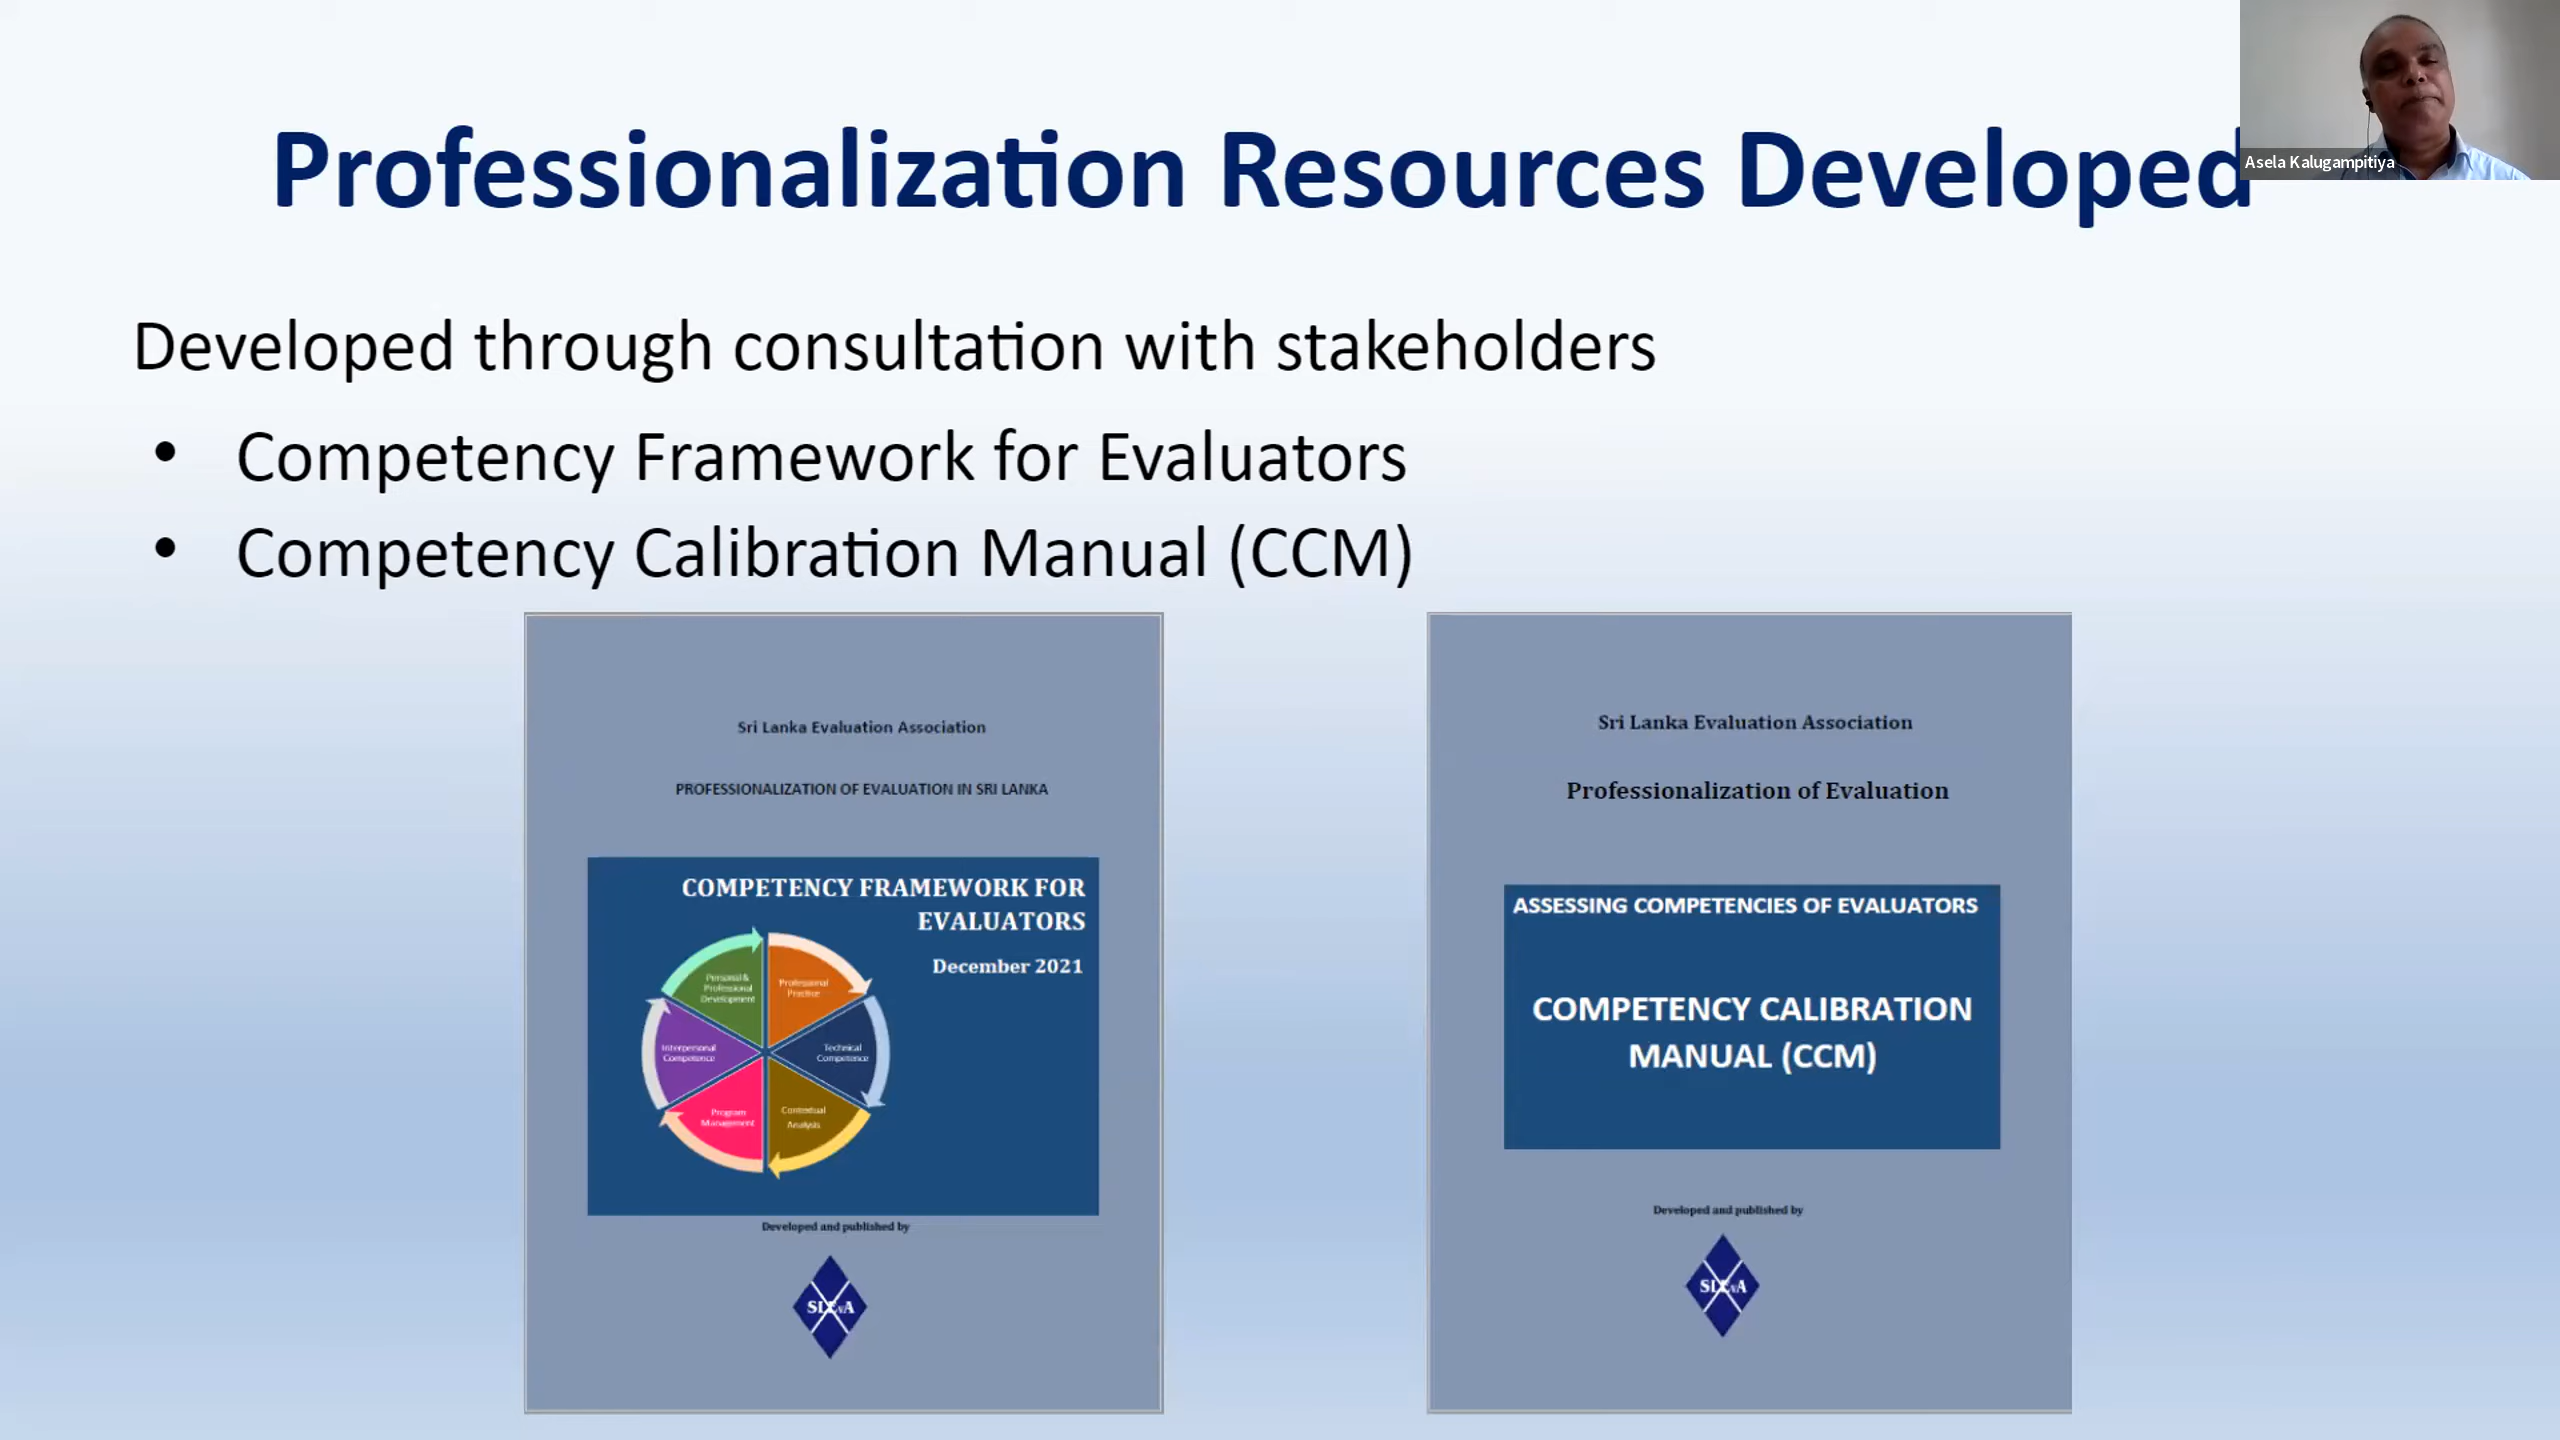 Professionalization Resources Developed
Asela Kalugampitiya
Developed through consultation with stakeholders
• Competency Framework for Evaluators
• Competency Calibration Manual (CCM)
Sri Lanka Evaluation Association
PROFESSIONALIZATION OF EVALUATION IN SRI LANKA
COMPETENCY FRAMEWORK FOR
EVALUATORS
December 2021
Personal &
Professional
Development
Professional
Practice
Interpersonal
Competence
Technical
Competence
Program
Management
Contextual
Analysis
Developed and published by
SLEvA
Sri Lanka Evaluation Association
Professionalization of Evaluation
ASSESSING COMPETENCIES OF EVALUATORS
COMPETENCY CALIBRATION
MANUAL (CCM)
Developed and published by
SLEvA